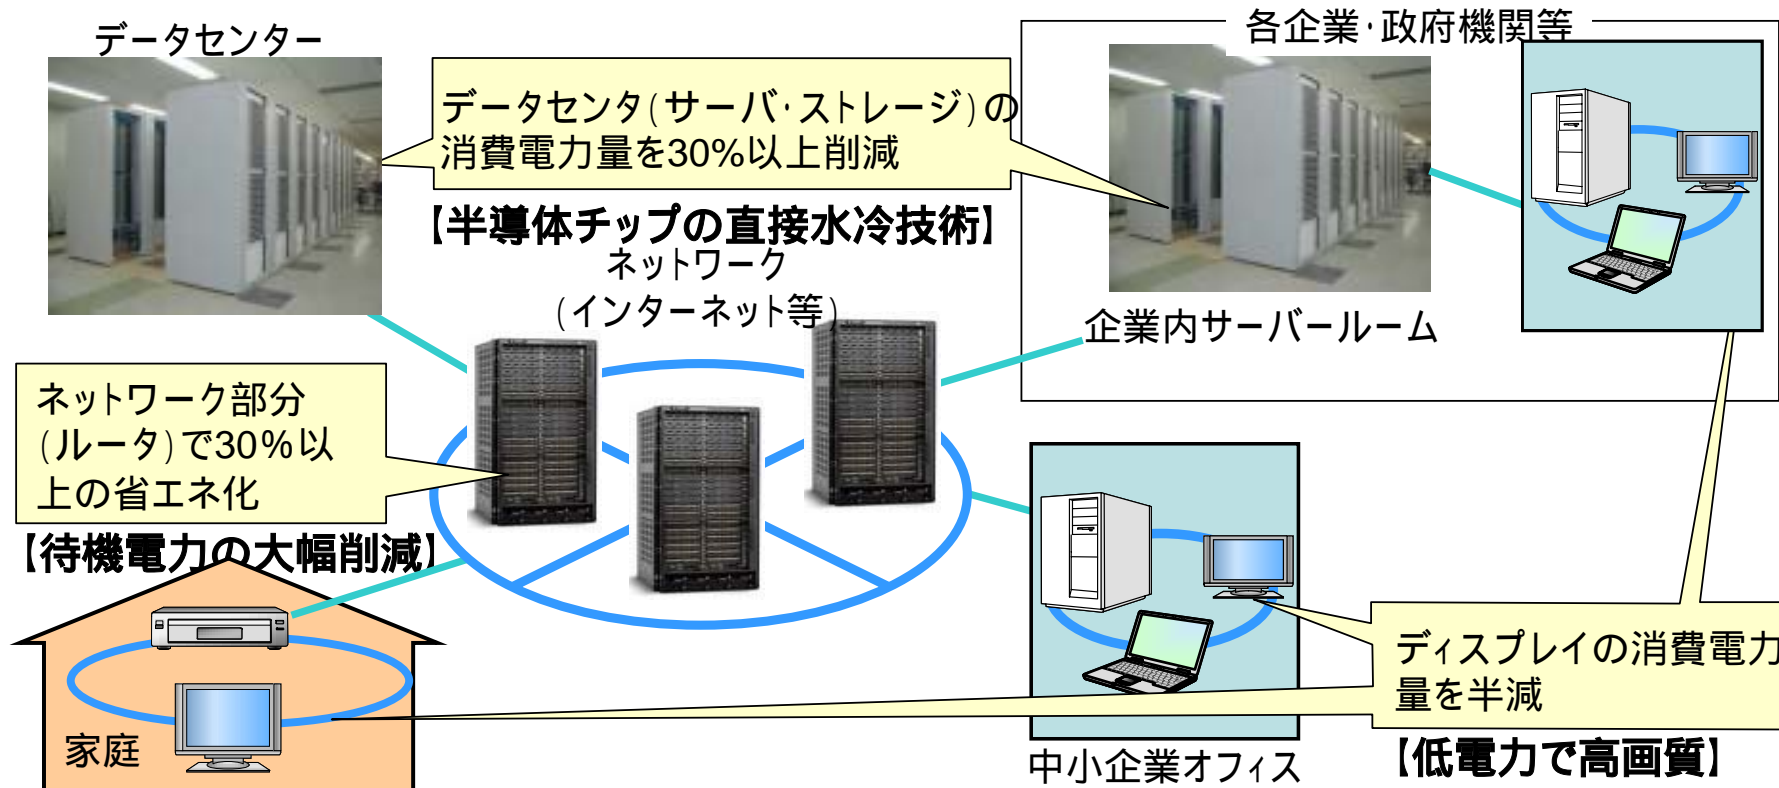 データセンター
各企業・政府機関等
データセンタ(サーバ・ストレージ)の
消費電力量を30%以上削減
【半導体チップの直接水冷技術】
ネットワーク
(インターネット等)
企業内サーバールーム
ネットワーク部分
(ルータ)で30%以
上の省エネ化
【待機電力の大幅削減】
家庭
中小企業オフィス
ディスプレイの消費電力
量を半減
【低電力で高画質】